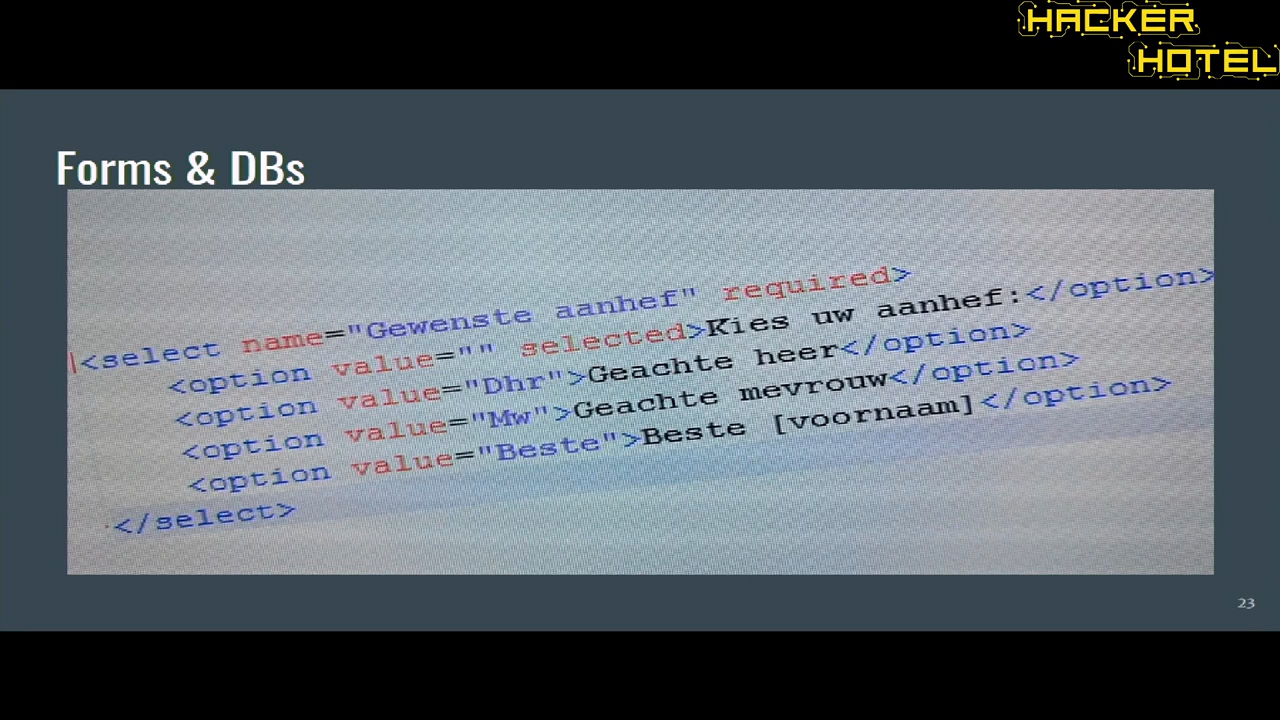 HACKER
HOTEL
Forms & DBs
<select name="Gewenste aanhef" required>
<option value="" selected>Kies uw aanhef:</option>
<option value="Dhr">Geachte heer</option>
<option value="Mw">Geachte mevrouw</option>
<option value="Beste">Beste [voornaam]</option>
</select>
23